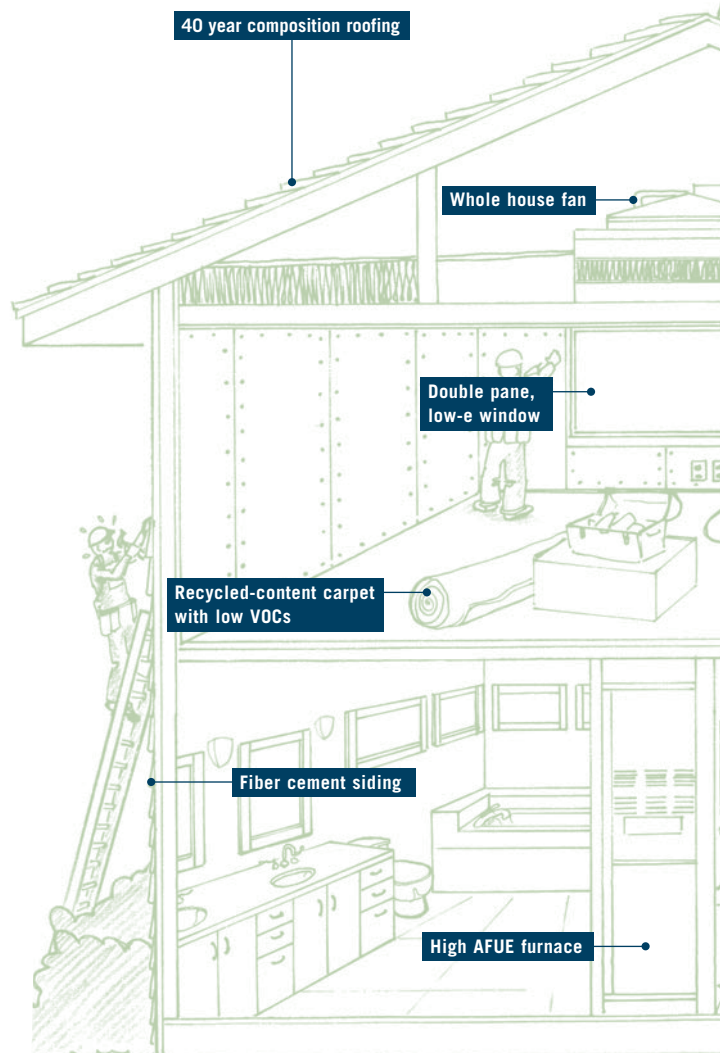 40 year composition roofing
Whole house fan
Double pane,
low-e window
Recycled-content carpet
with low VOCs
Fiber cement siding
High AFUE furnace